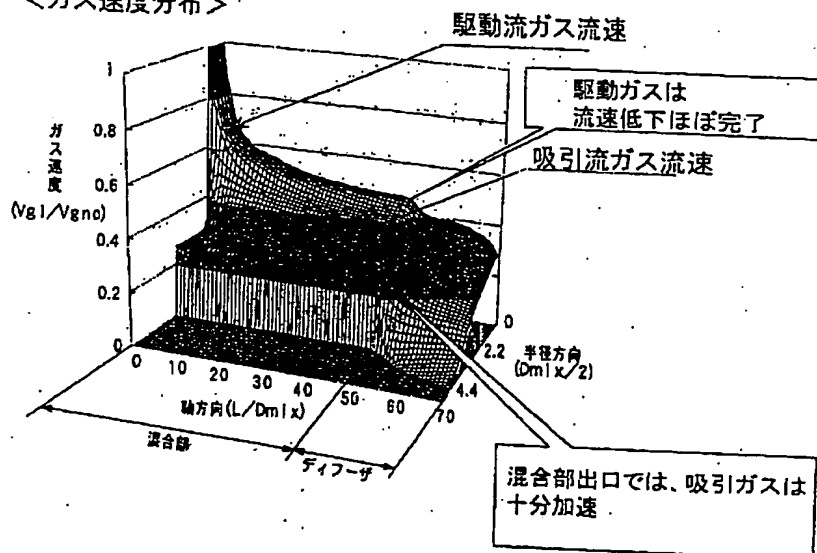 <ガス速度分布>
駆動流ガス流速
駆動ガスは
流速低下ほぼ完了
吸引流ガス流速
ガス速度
(Vgl/Vgno)
1
0.8
0.6
0.4
0.2
0
0
10
20
30
40
50
60
70
軸方向(L/Dmix)
0
2.2
4.4
半径方向
(Dmix/2)
混合部
ディフーザ
混合部出口では、吸引ガスは
十分加速